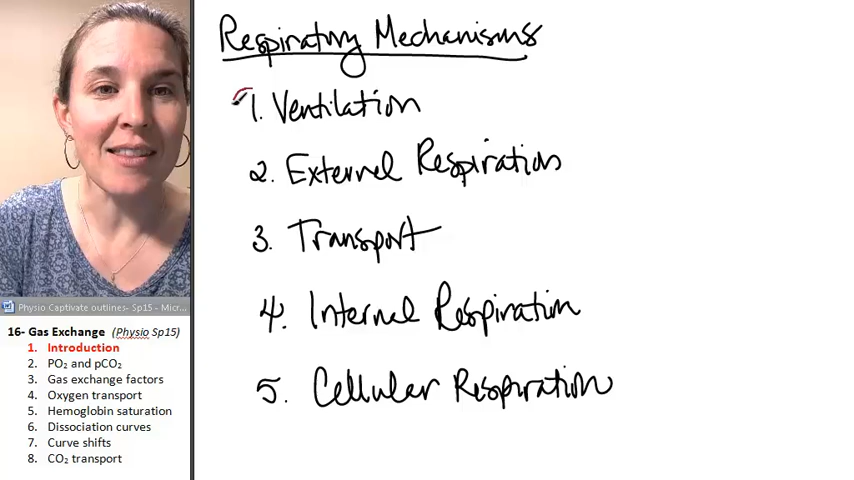 Respiratory Mechanisms
1. Ventilation
2. External Respiration
3. Transport
4. Internal Respiration
5. Cellular Respiration
Physio Captivate outlines- Sp15 - Micr...
16- Gas Exchange (Physio Sp15)
1. Introduction
2. PO₂ and pCO₂
3. Gas exchange factors
4. Oxygen transport
5. Hemoglobin saturation
6. Dissociation curves
7. Curve shifts
8. CO₂ transport